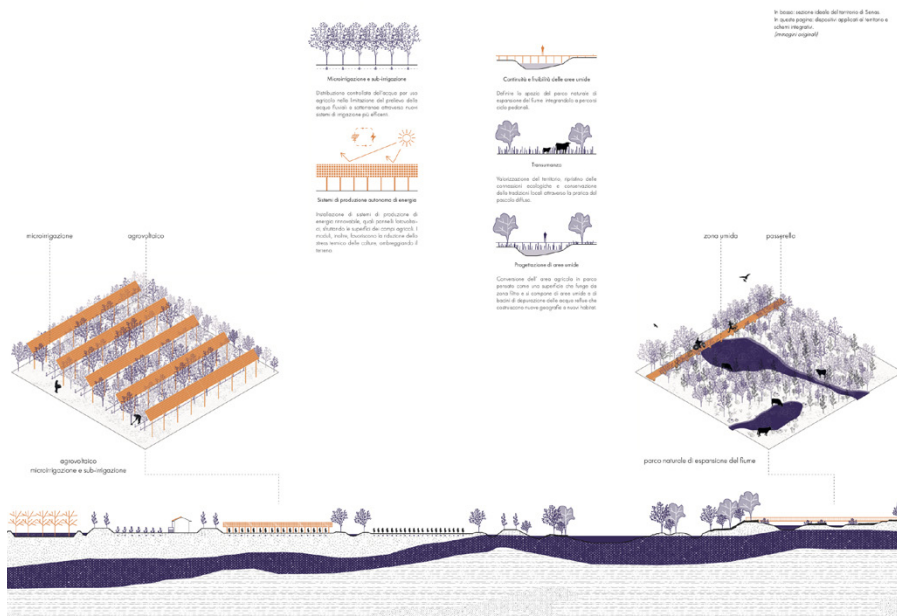 In basso: sezione ideale del territorio di Senise.
In questa pagina: dispositivi applicati al territorio e
schemi integrativi.
(Immagini originali)
Microirrigazione e sub-irrigazione
Distribuzione controllata dell'acqua per uso
agricolo nella limitazione del prelievo delle
acque fluviali e sotterranee attraverso nuovi
sistemi di irrigazione più efficienti.
Sistemi di produzione autonoma di energia
Installazione di sistemi di produzione di
energia rinnovabile, quali pannelli fotovoltai-
ci, sfruttando le superfici dei campi agricoli. I
moduli, inoltre, favoriscono la riduzione dello
stress termico delle colture, ombreggiando il
terreno.
Continuità e fruibilità delle aree umide
Definire lo spazio del parco naturale di
espansione del fiume integrandolo a percorsi
ciclo pedonali.
Transumanza
Valorizzazione del territorio, ripristino delle
connessioni ecologiche e conservazione
delle tradizioni locali attraverso la pratica del
pascolo diffuso.
Progettazione di aree umide
Conversione dell' area agricola in parco
pensato come una superficie che funge da
zona filtro e si compone di aree umide e di
bacini di depurazione delle acque reflue che
costruiscono nuove geografie e nuovi habitat.
microirrigazione
agrovoltaico
zona umida
passerella
agrovoltaico
microirrigazione e sub-irrigazione
parco naturale di espansione del fiume